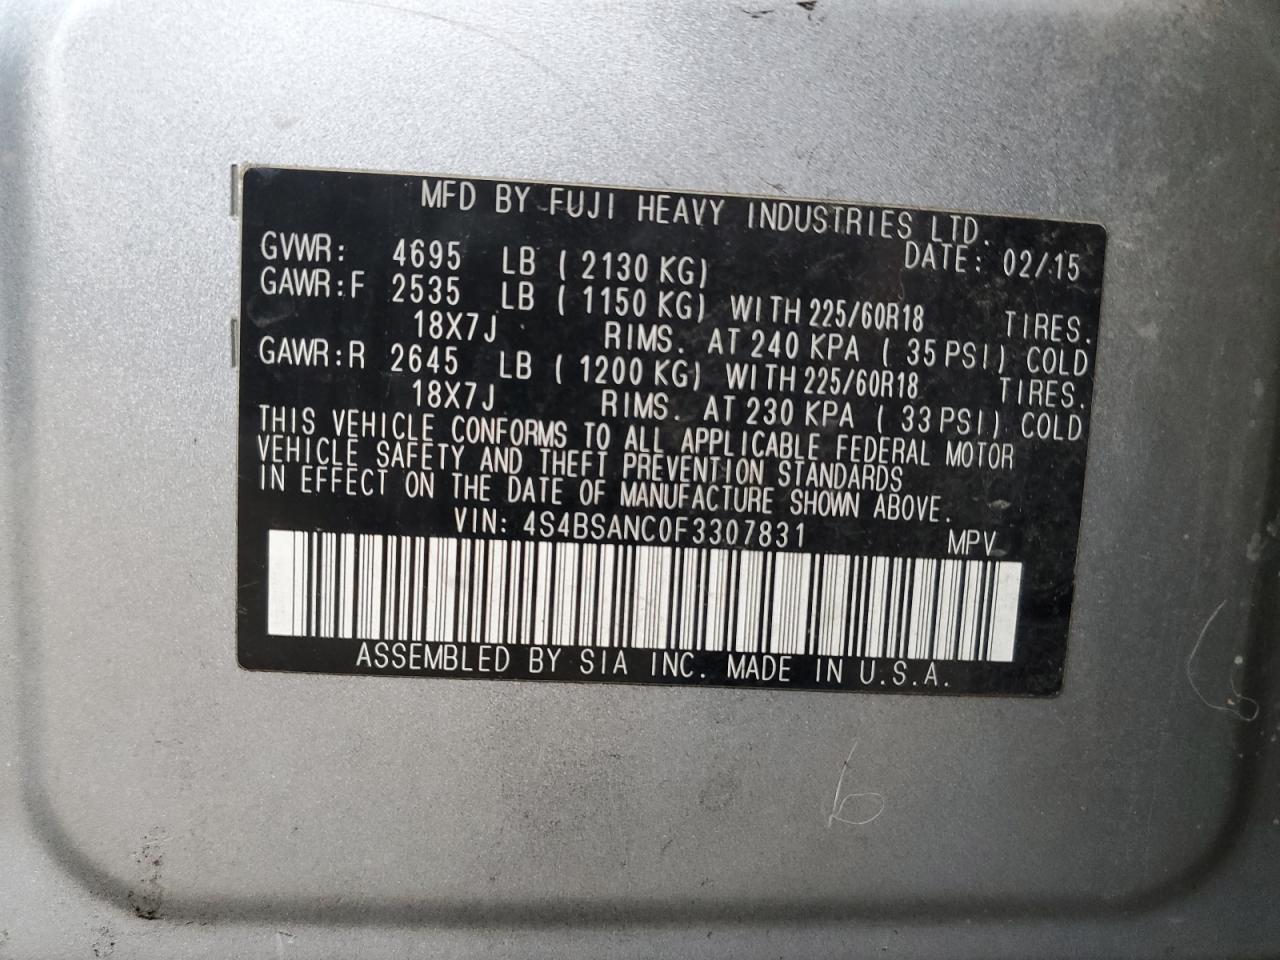 MFD BY FUJI HEAVY INDUSTRIES LTD.
DATE: 02/15
GVWR: 4695 LB ( 2130 KG)
GAWR:F 2535 LB ( 1150 KG) WITH 225/60R18 TIRES.
18X7J RIMS. AT 240 KPA ( 35 PSI) COLD
GAWR:R 2645 LB ( 1200 KG) WITH 225/60R18 TIRES.
18X7J RIMS. AT 230 KPA ( 33 PSI) COLD
THIS VEHICLE CONFORMS TO ALL APPLICABLE FEDERAL MOTOR
VEHICLE SAFETY AND THEFT PREVENTION STANDARDS
IN EFFECT ON THE DATE OF MANUFACTURE SHOWN ABOVE.
VIN: 4S4BSANC0F3307831 MPV
ASSEMBLED BY SIA INC. MADE IN U.S.A.
6